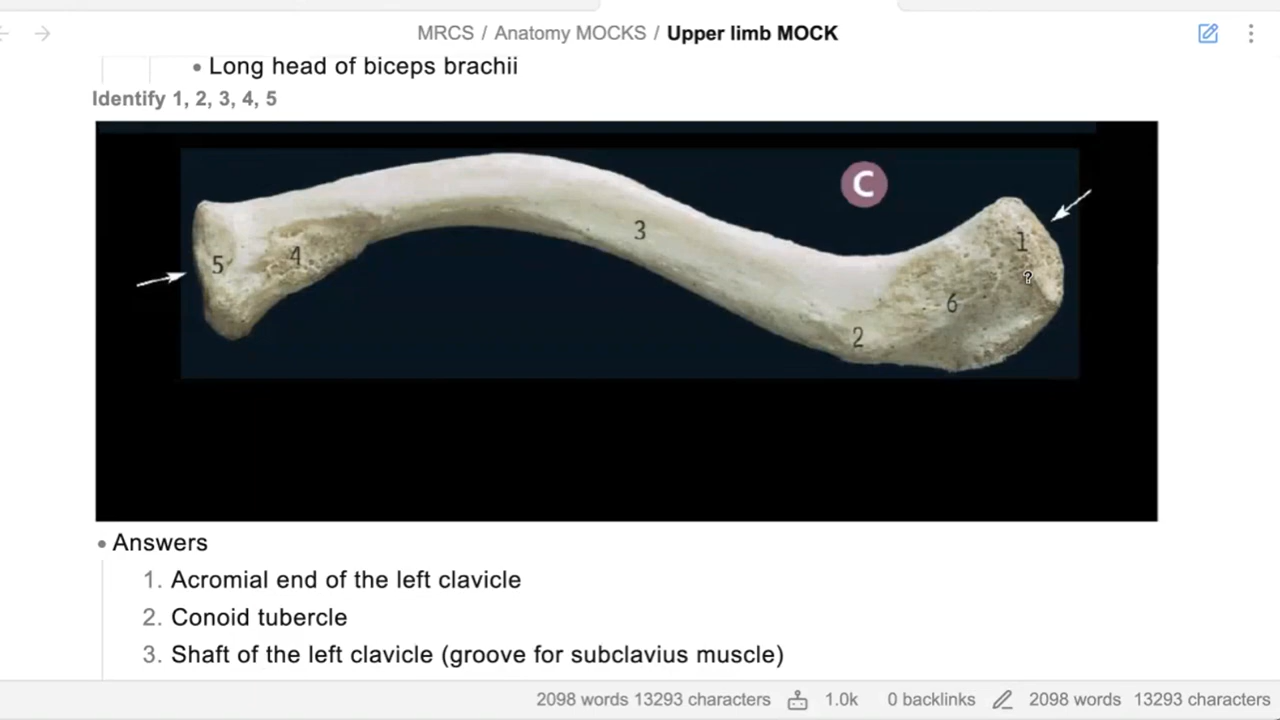 MRCS / Anatomy MOCKS / Upper limb MOCK
• Long head of biceps brachii
Identify 1, 2, 3, 4, 5
C
1
?
3
4
5
6
2
• Answers
1. Acromial end of the left clavicle
2. Conoid tubercle
3. Shaft of the left clavicle (groove for subclavius muscle)
2098 words 13293 characters 1.0k 0 backlinks 2098 words 13293 characters